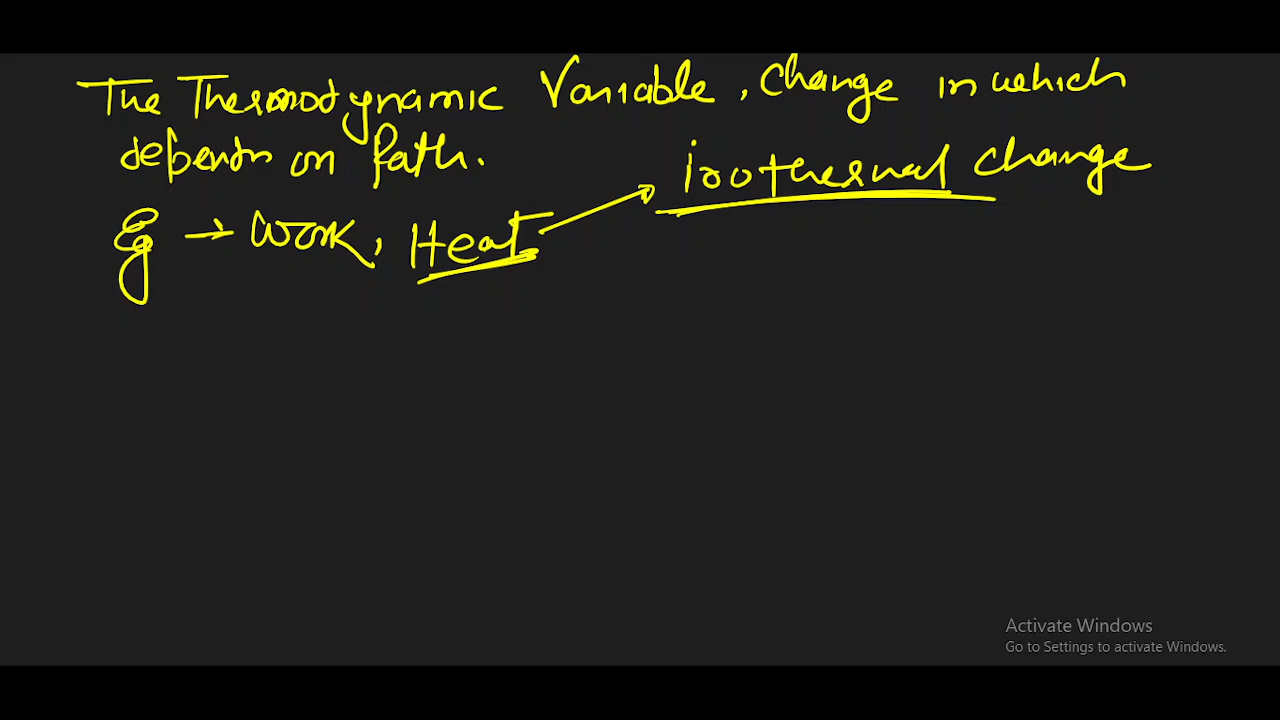 The Thermodynamic Variable, change in which
depends on Path.
isothermal change
Eg → Work, Heat
Activate Windows
Go to Settings to activate Windows.